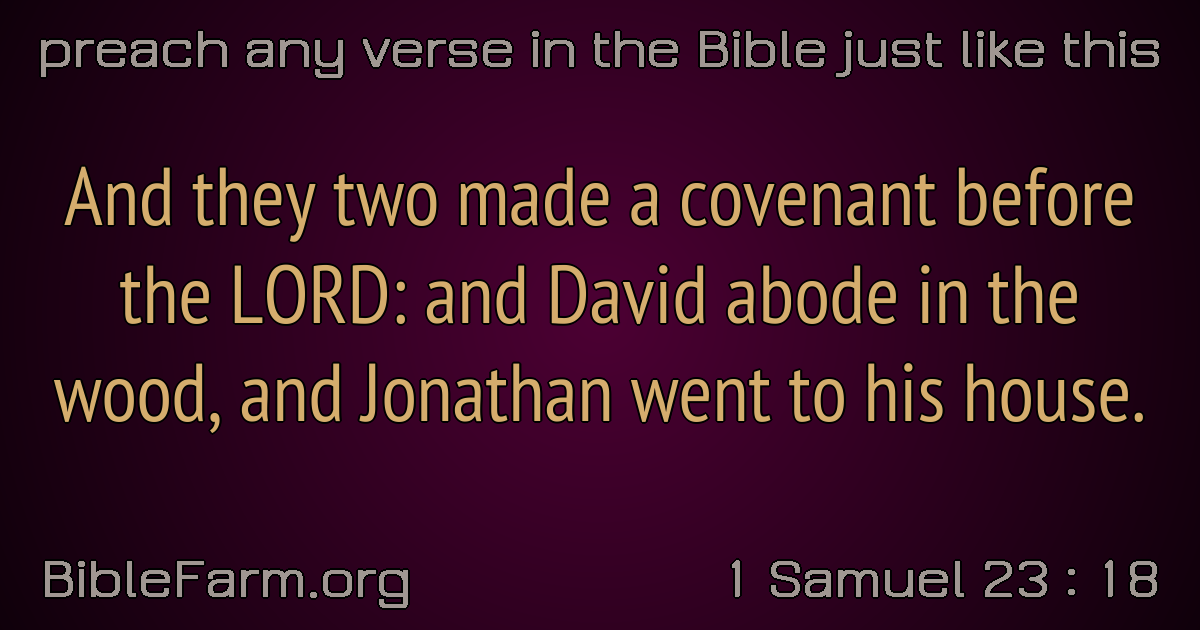 preach any verse in the Bible just like this
And they two made a covenant before
the LORD: and David abode in the
wood, and Jonathan went to his house.
BibleFarm.org
1 Samuel 23 : 18